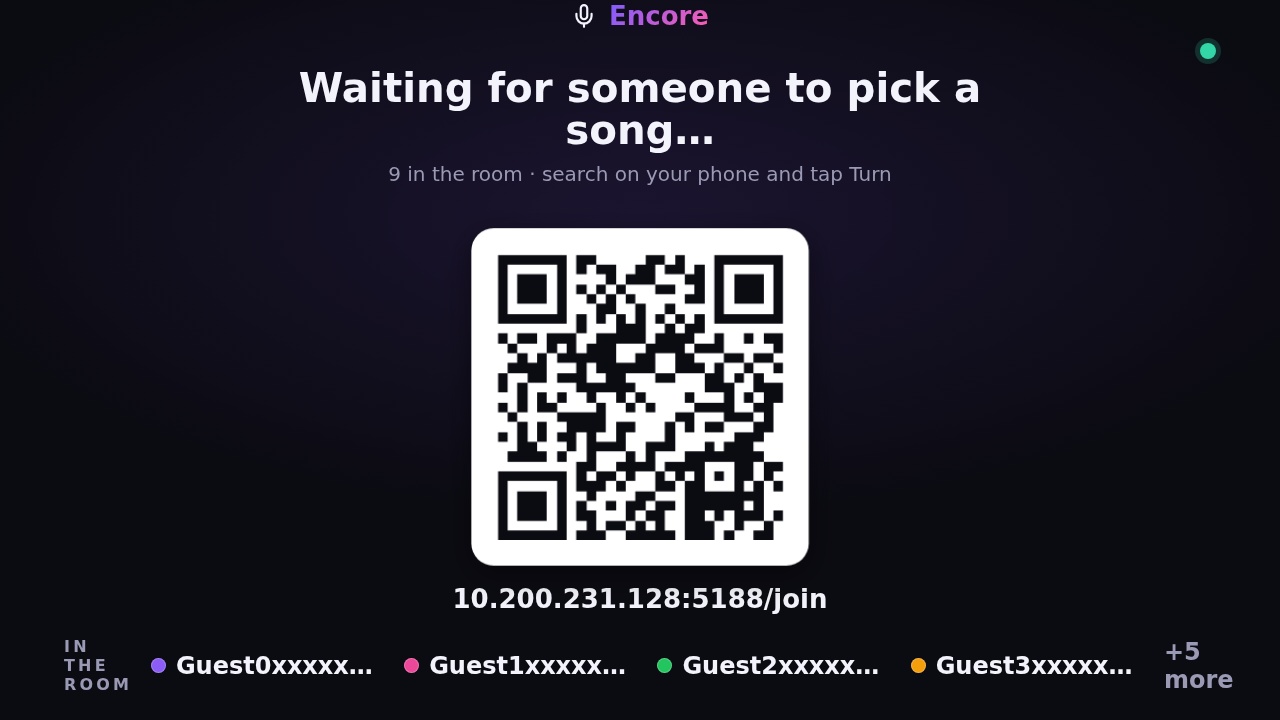 Encore
Waiting for someone to pick a
song…
9 in the room · search on your phone and tap Turn
10.200.231.128:5188/join
IN
THE
ROOM
Guest0xxxxx…
Guest1xxxxx…
Guest2xxxxx…
Guest3xxxxx…
+5
more